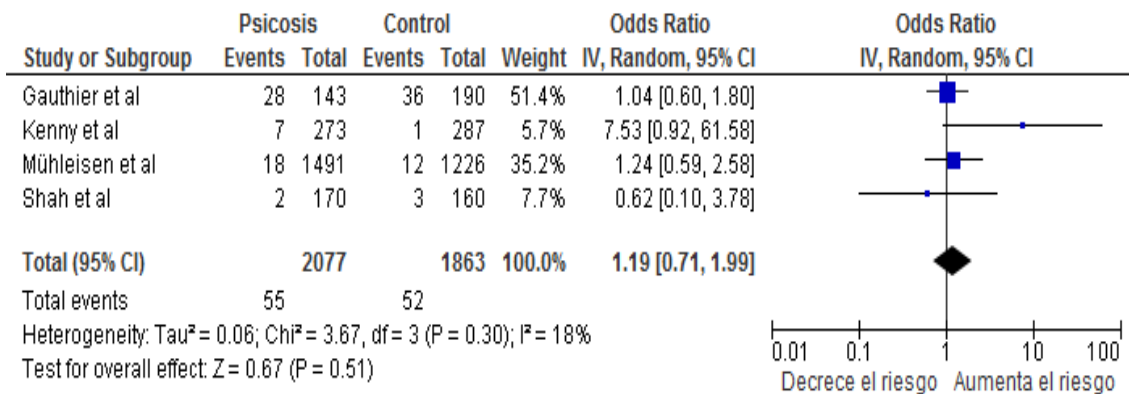 Psicosis Control Odds Ratio Odds Ratio
Study or Subgroup Events Total Events Total Weight IV, Random, 95% CI IV, Random, 95% CI
Gauthier et al 28 143 36 190 51.4% 1.04 [0.60, 1.80]
Kenny et al 7 273 1 287 5.7% 7.53 [0.92, 61.58]
Mühleisen et al 18 1491 12 1226 35.2% 1.24 [0.59, 2.58]
Shah et al 2 170 3 160 7.7% 0.62 [0.10, 3.78]
Total (95% CI) 2077 1863 100.0% 1.19 [0.71, 1.99]
Total events 55 52
Heterogeneity: Tau² = 0.06; Chi² = 3.67, df = 3 (P = 0.30); I² = 18%
Test for overall effect: Z = 0.67 (P = 0.51)
0.01 0.1 1 10 100
Decrece el riesgo Aumenta el riesgo